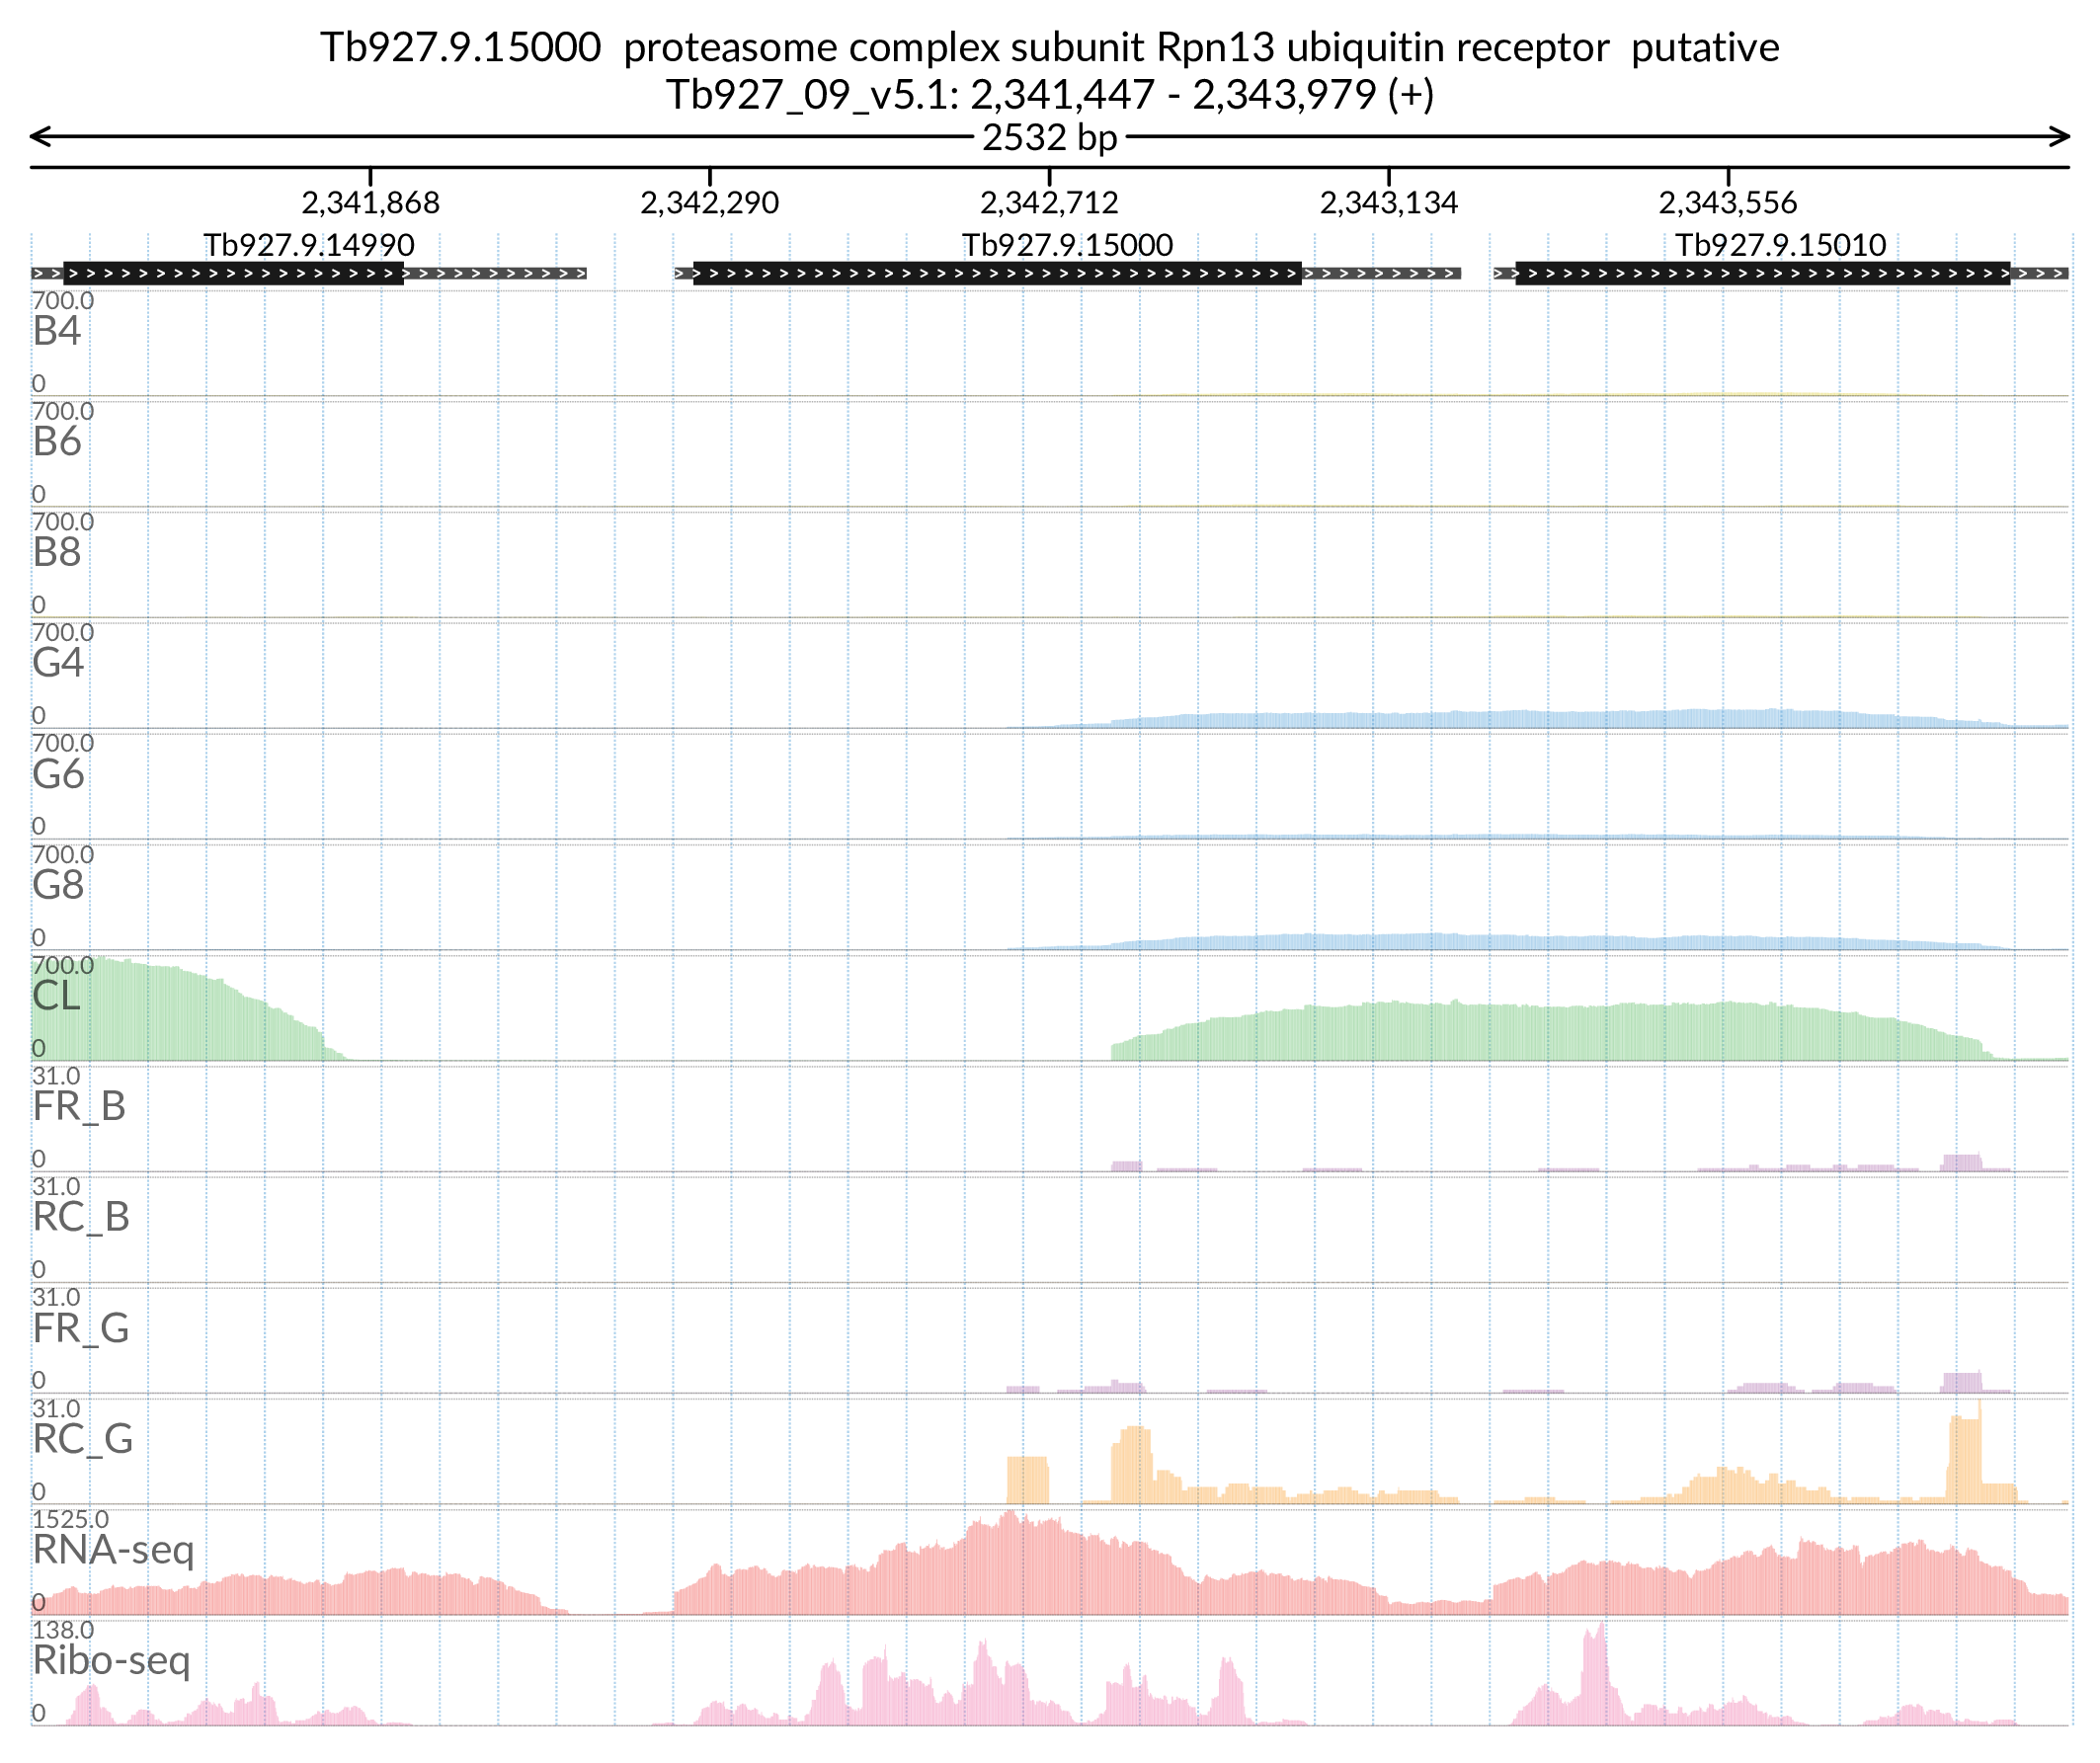 Tb927.9.15000  proteasome complex subunit Rpn13 ubiquitin receptor  putative
Tb927_09_v5.1: 2,341,447 - 2,343,979 (+)
2532 bp
2,341,868 2,342,290 2,342,712 2,343,134 2,343,556
Tb927.9.14990 Tb927.9.15000 Tb927.9.15010
700.0
B4
0
700.0
B6
0
700.0
B8
0
700.0
G4
0
700.0
G6
0
700.0
G8
0
700.0
CL
0
31.0
FR_B
0
31.0
RC_B
0
31.0
FR_G
0
31.0
RC_G
0
1525.0
RNA-seq
0
138.0
Ribo-seq
0